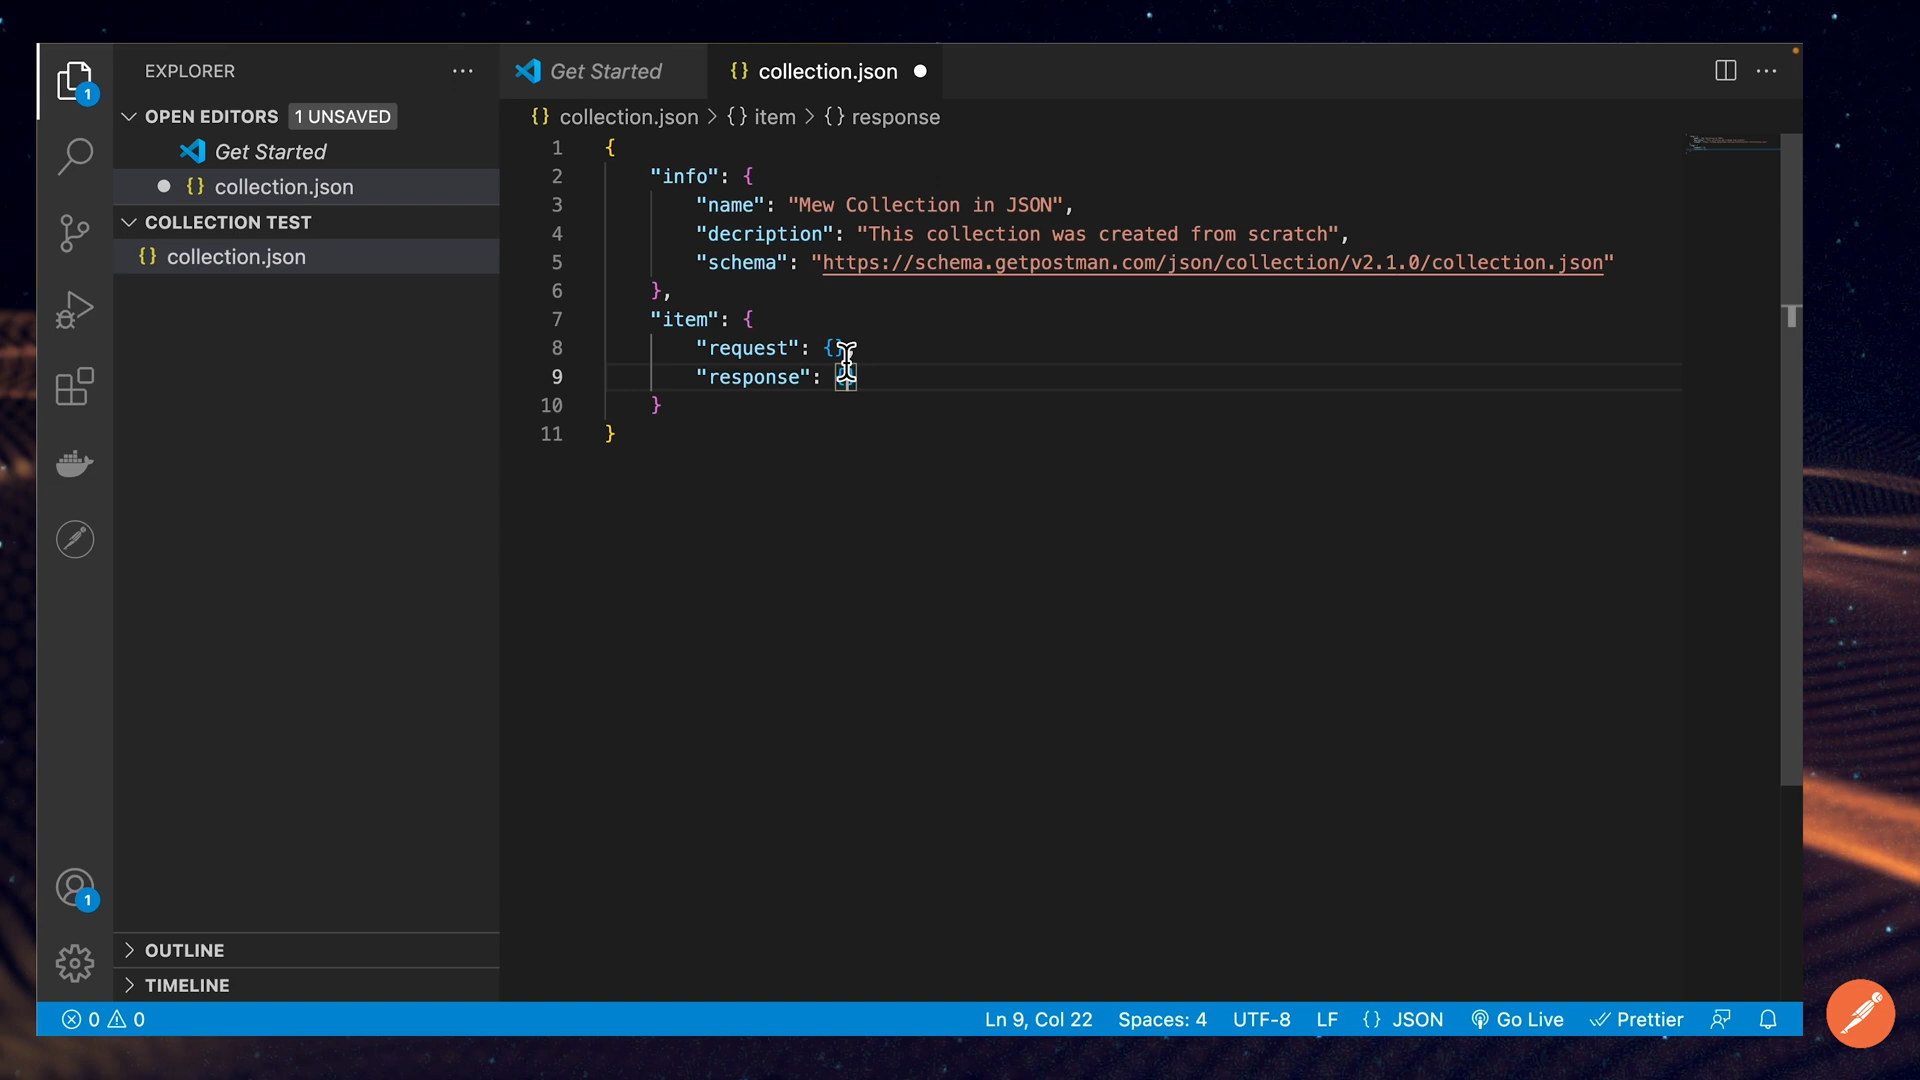 EXPLORER
1
OPEN EDITORS 1 UNSAVED
Get Started
collection.json
COLLECTION TEST
collection.json
OUTLINE
TIMELINE
1
Get Started
collection.json
collection.json > {} item > {} response
1 {
2 "info": {
3 "name": "Mew Collection in JSON",
4 "decription": "This collection was created from scratch",
5 "schema": "https://schema.getpostman.com/json/collection/v2.1.0/collection.json"
6 },
7 "item": {
8 "request": {},
9 "response": {}
10 }
11 }
0 0
Ln 9, Col 22 Spaces: 4 UTF-8 LF {} JSON Go Live Prettier